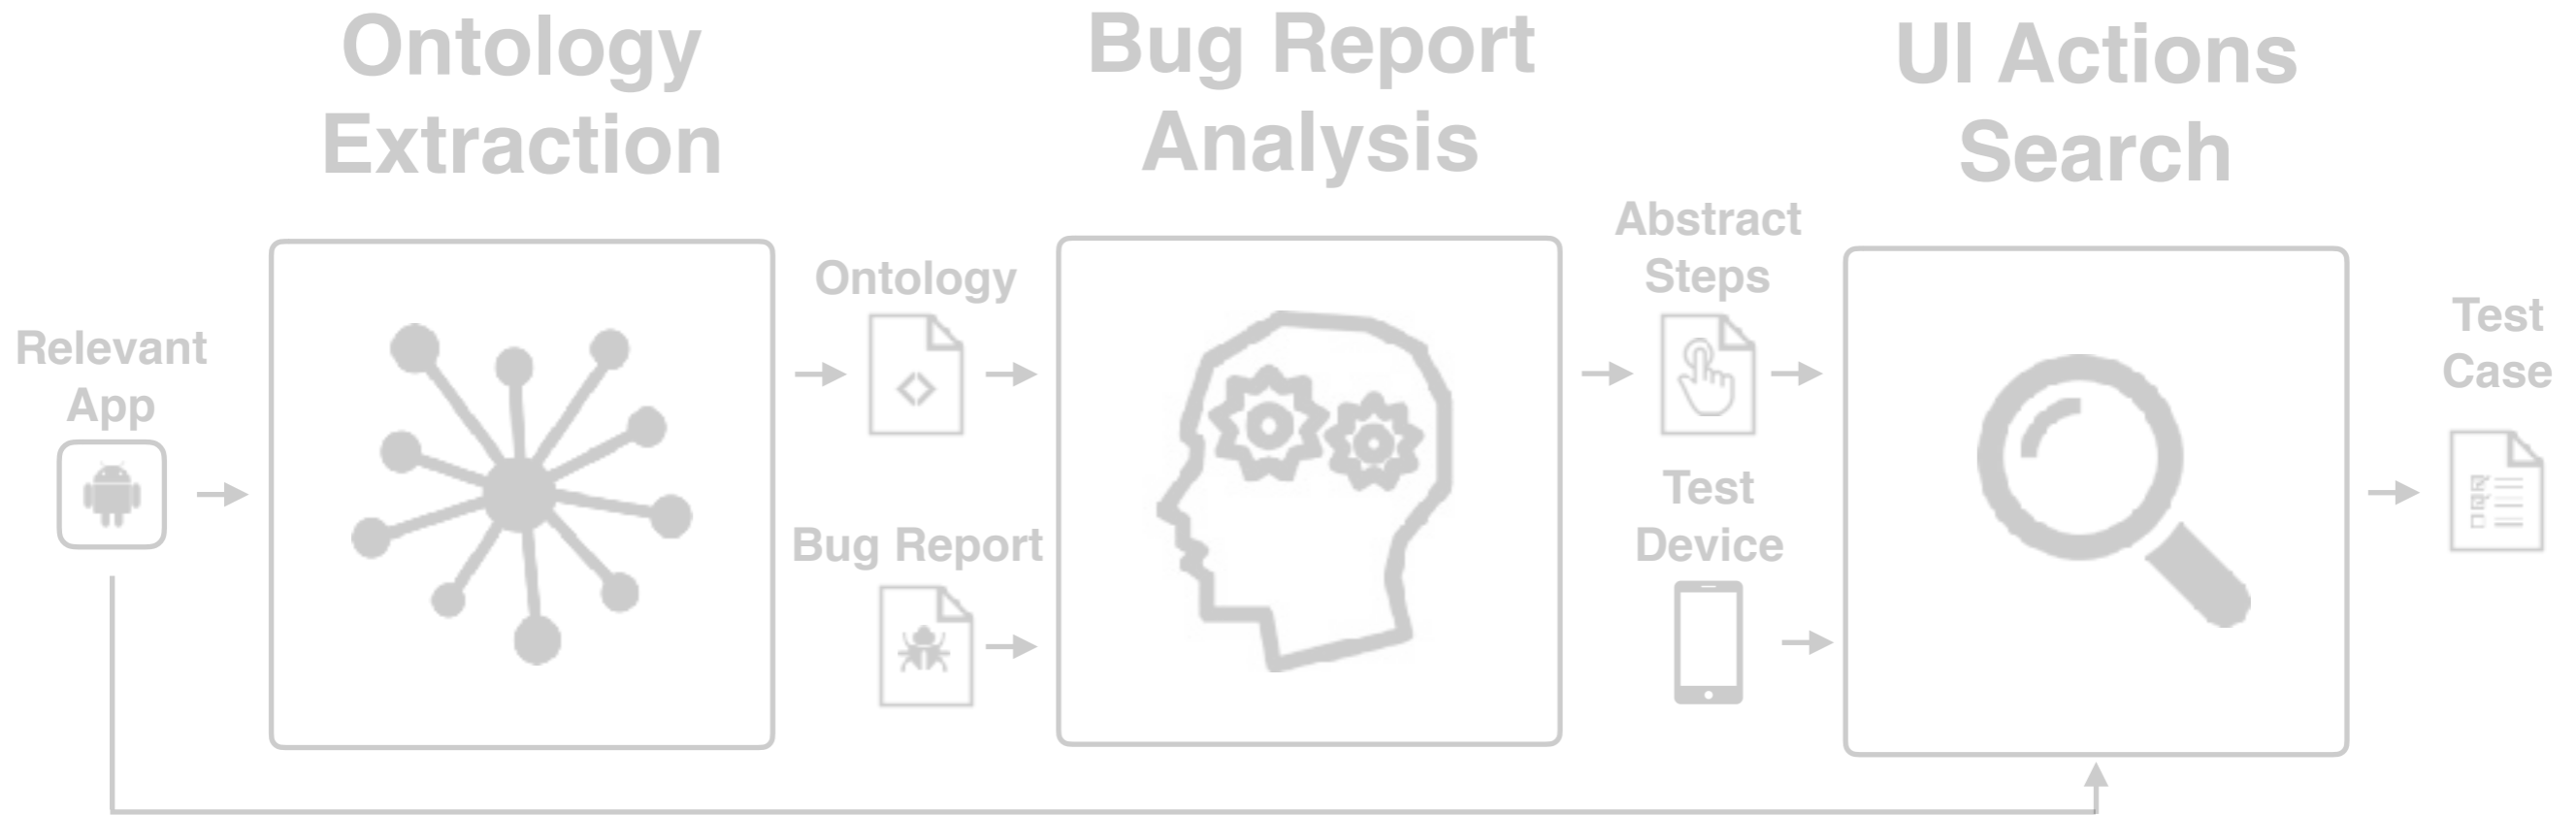 Ontology
Extraction
Bug Report
Analysis
UI Actions
Search
Relevant
App
Ontology
Bug Report
Abstract
Steps
Test
Device
Test
Case